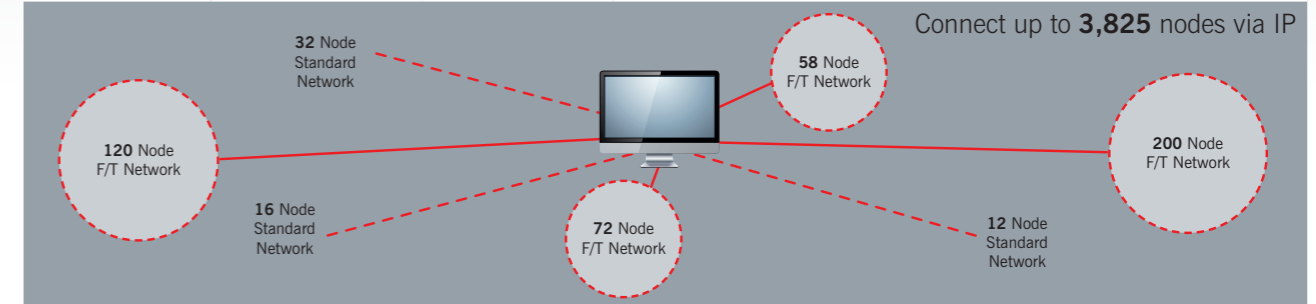 Connect up to 3,825 nodes via IP
32 Node
Standard
Network
58 Node
F/T Network
120 Node
F/T Network
200 Node
F/T Network
16 Node
Standard
Network
72 Node
F/T Network
12 Node
Standard
Network